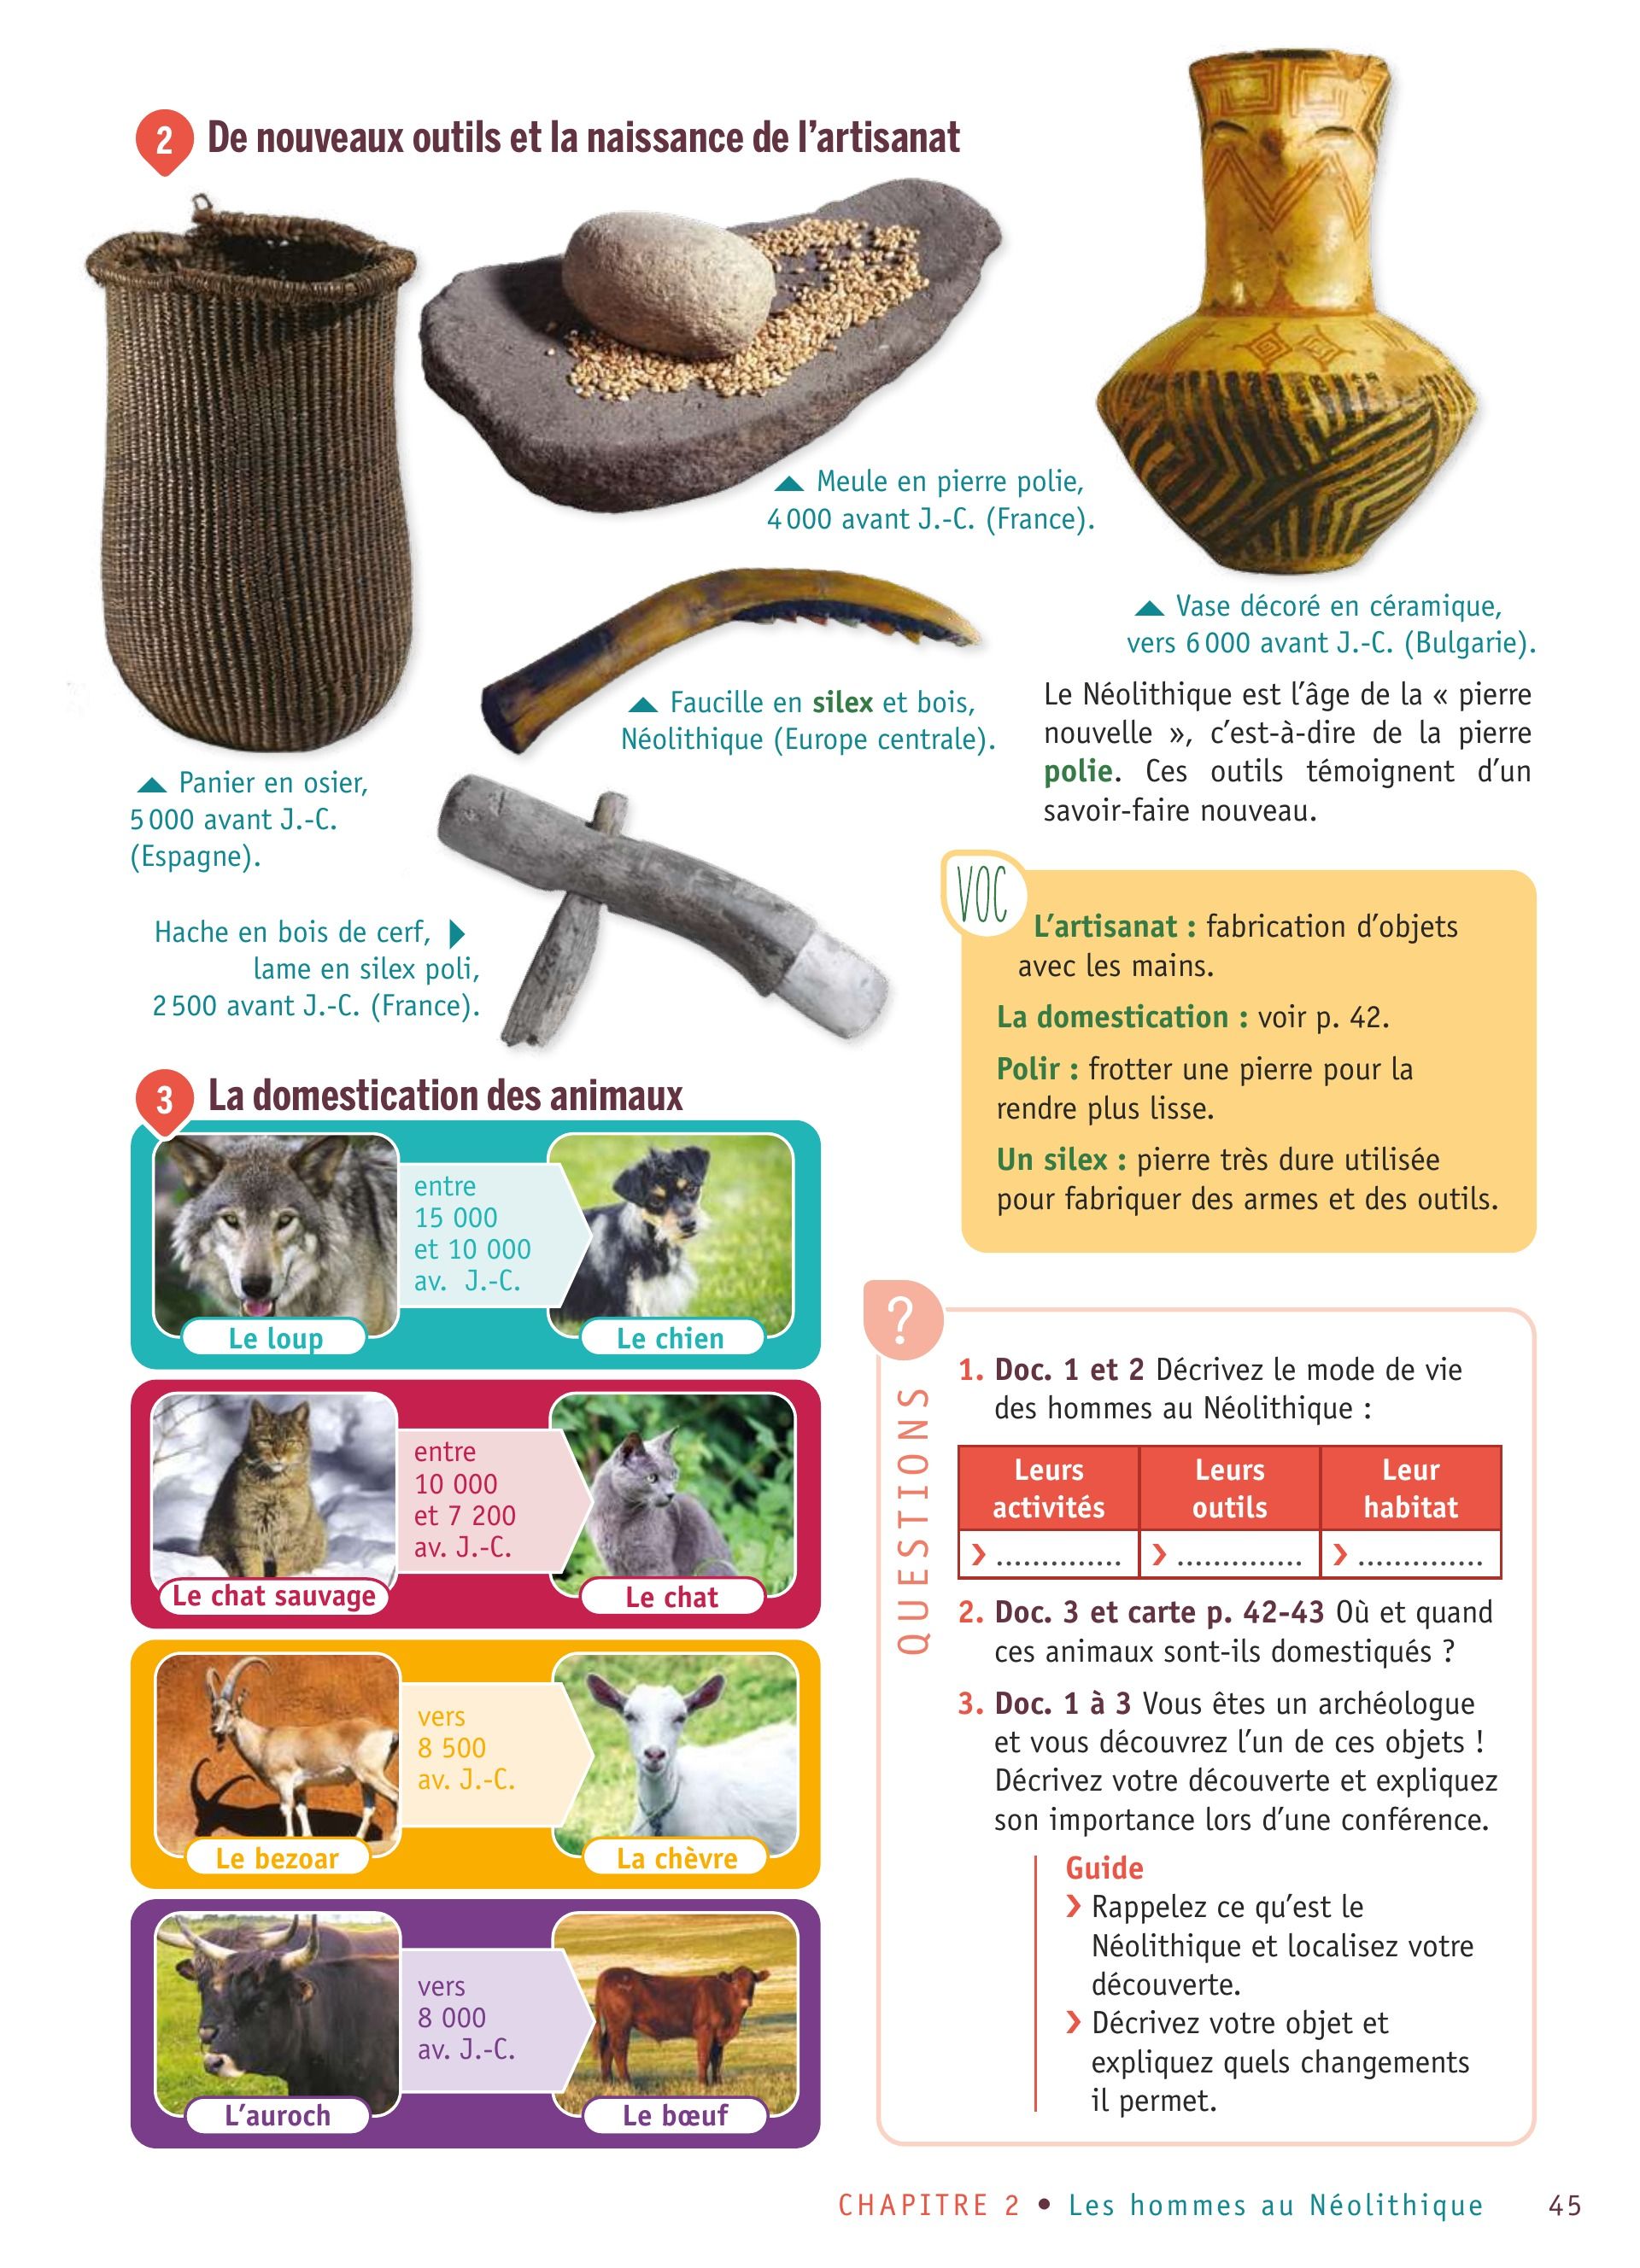 2 De nouveaux outils et la naissance de l'artisanat
Meule en pierre polie,
4 000 avant J.-C. (France).
Vase décoré en céramique,
vers 6 000 avant J.-C. (Bulgarie).
Faucille en silex et bois,
Néolithique (Europe centrale).
Panier en osier,
5 000 avant J.-C.
(Espagne).
Hache en bois de cerf,
lame en silex poli,
2 500 avant J.-C. (France).
Le Néolithique est l'âge de la « pierre
nouvelle », c'est-à-dire de la pierre
polie. Ces outils témoignent d'un
savoir-faire nouveau.
VOC
L'artisanat : fabrication d'objets
avec les mains.
La domestication : voir p. 42.
Polir : frotter une pierre pour la
rendre plus lisse.
Un silex : pierre très dure utilisée
pour fabriquer des armes et des outils.
3 La domestication des animaux
entre
15 000
et 10 000
av. J.-C.
Le loup
Le chien
entre
10 000
et 7 200
av. J.-C.
Le chat sauvage
Le chat
vers
8 500
av. J.-C.
Le bezoar
La chèvre
vers
8 000
av. J.-C.
L'auroch
Le bœuf
?
QUESTIONS
1. Doc. 1 et 2 Décrivez le mode de vie
des hommes au Néolithique :
Leurs activités
Leurs outils
Leur habitat
› .............. › .............. › ..............
2. Doc. 3 et carte p. 42-43 Où et quand
ces animaux sont-ils domestiqués ?
3. Doc. 1 à 3 Vous êtes un archéologue
et vous découvrez l'un de ces objets !
Décrivez votre découverte et expliquez
son importance lors d'une conférence.
Guide
› Rappelez ce qu'est le
Néolithique et localisez votre
découverte.
› Décrivez votre objet et
expliquez quels changements
il permet.
CHAPITRE 2 • Les hommes au Néolithique 45